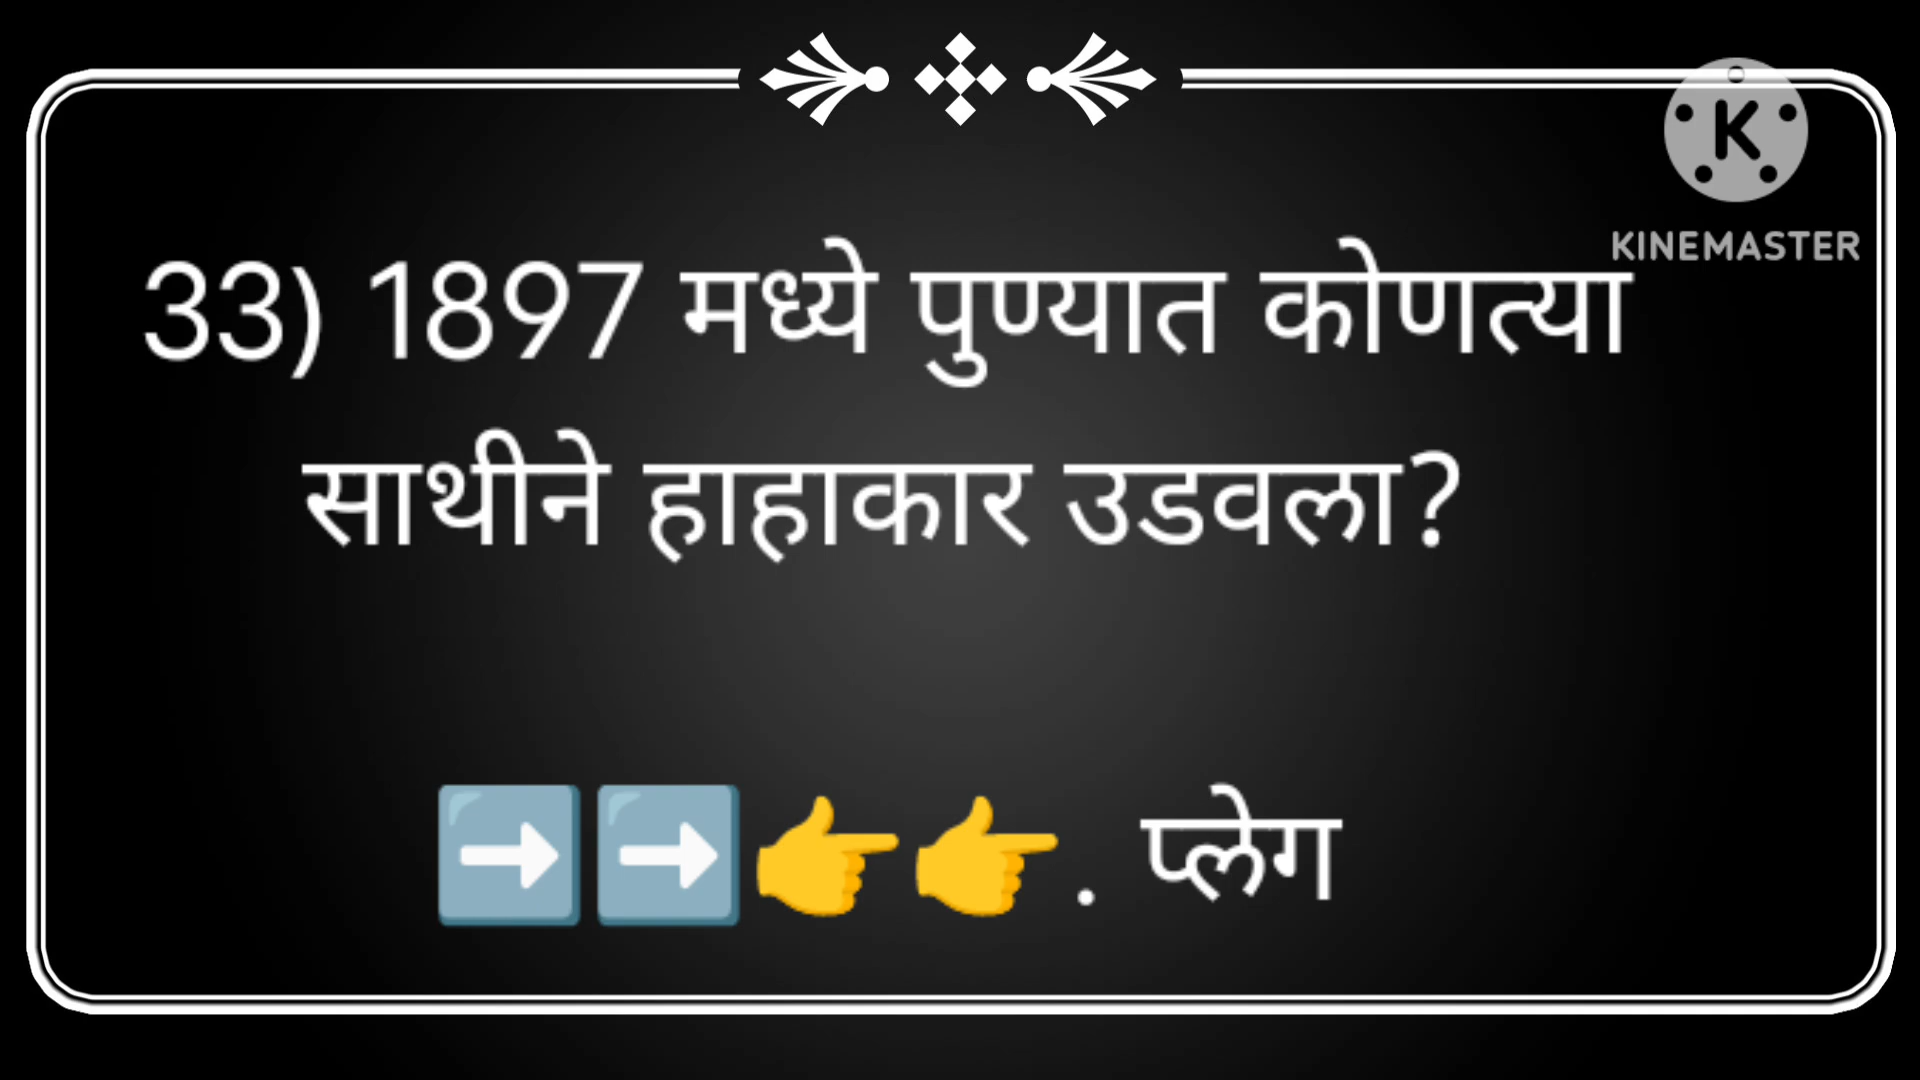 KINEMASTER
33) 1897 मध्ये पुण्यात कोणत्या
साथीने हाहाकार उडवला?
➡️➡️👉👉. प्लेग